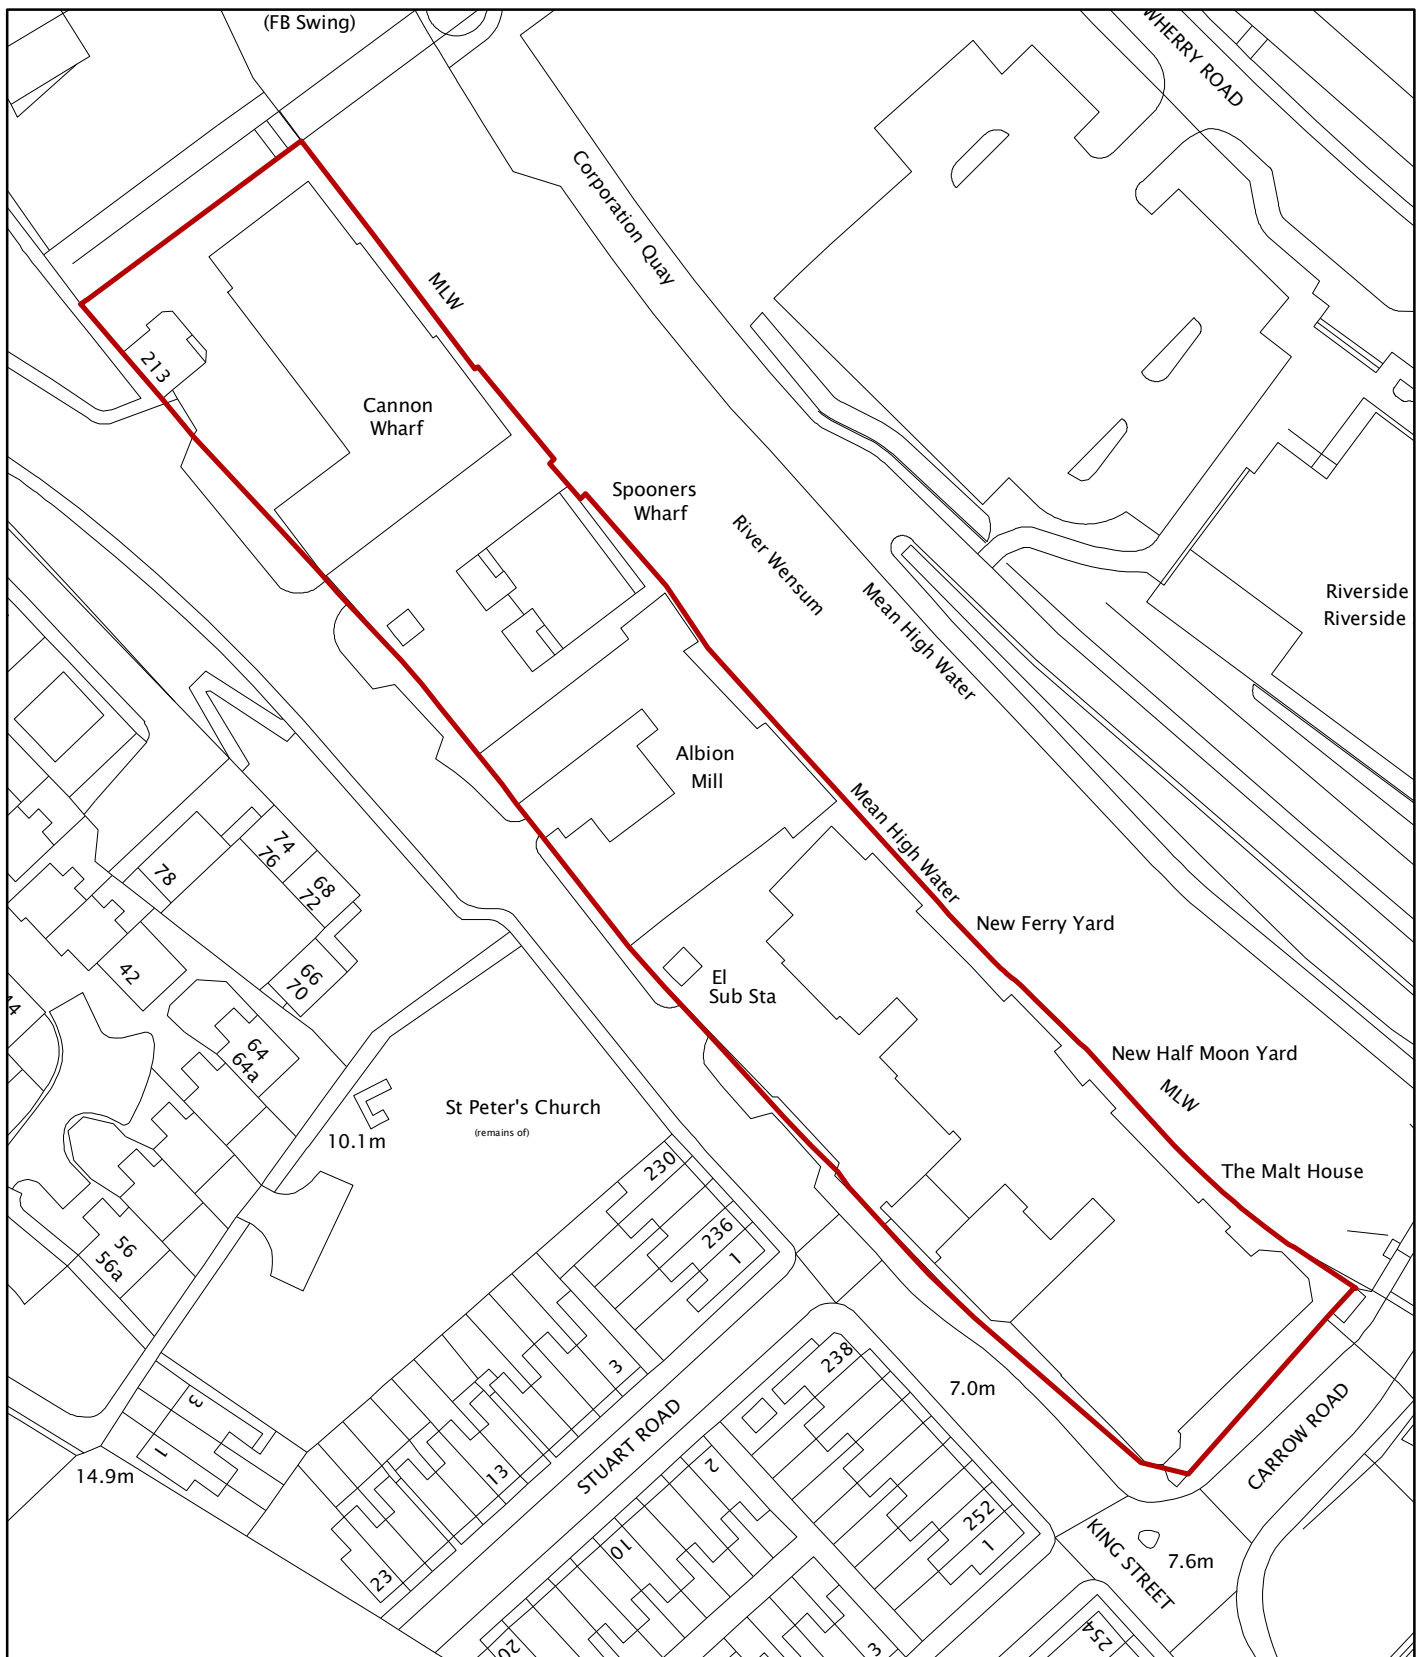 (FB Swing)
WHERRY ROAD
Corporation Quay
MLW
213
Cannon
Wharf
Spooners
Wharf
River Wensum
Mean High Water
Riverside
Riverside
Albion
Mill
Mean High Water
74
76
68
72
78
66
70
42
44
64
64a
New Ferry Yard
El
Sub Sta
New Half Moon Yard
MLW
St Peter's Church
(remains of)
10.1m
The Malt House
230
236
1
56
56a
238
3
7.0m
3
1
14.9m
13
23
STUART ROAD
CARROW ROAD
2
10
20
252
1
KING STREET
7.6m
254
3